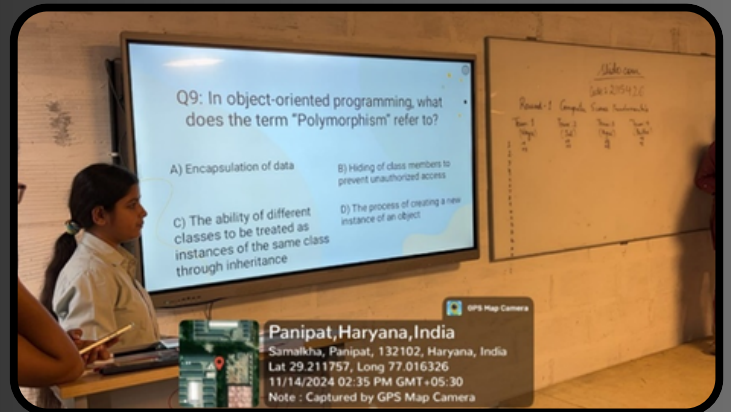 Q9: In object-oriented programming, what
does the term "Polymorphism" refer to?
A) Encapsulation of data
B) Hiding of class members to
prevent unauthorized access
C) The ability of different
classes to be treated as
instances of the same class
through inheritance
D) The process of creating a new
instance of an object
Round-1
GPS Map Camera
Panipat,Haryana,India
Samalkha, Panipat, 132102, Haryana, India
Lat 29.211757, Long 77.016326
11/14/2024 02:35 PM GMT+05:30
Note : Captured by GPS Map Camera